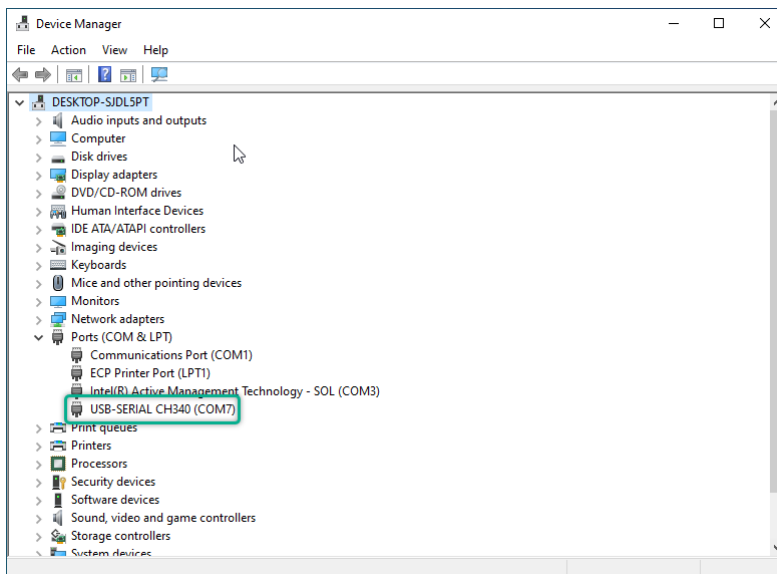 Device Manager
File Action View Help
DESKTOP-SJDL5PT
Audio inputs and outputs
Computer
Disk drives
Display adapters
DVD/CD-ROM drives
Human Interface Devices
IDE ATA/ATAPI controllers
Imaging devices
Keyboards
Mice and other pointing devices
Monitors
Network adapters
Ports (COM & LPT)
Communications Port (COM1)
ECP Printer Port (LPT1)
Intel(R) Active Management Technology - SOL (COM3)
USB-SERIAL CH340 (COM7)
Print queues
Printers
Processors
Security devices
Software devices
Sound, video and game controllers
Storage controllers
System devices